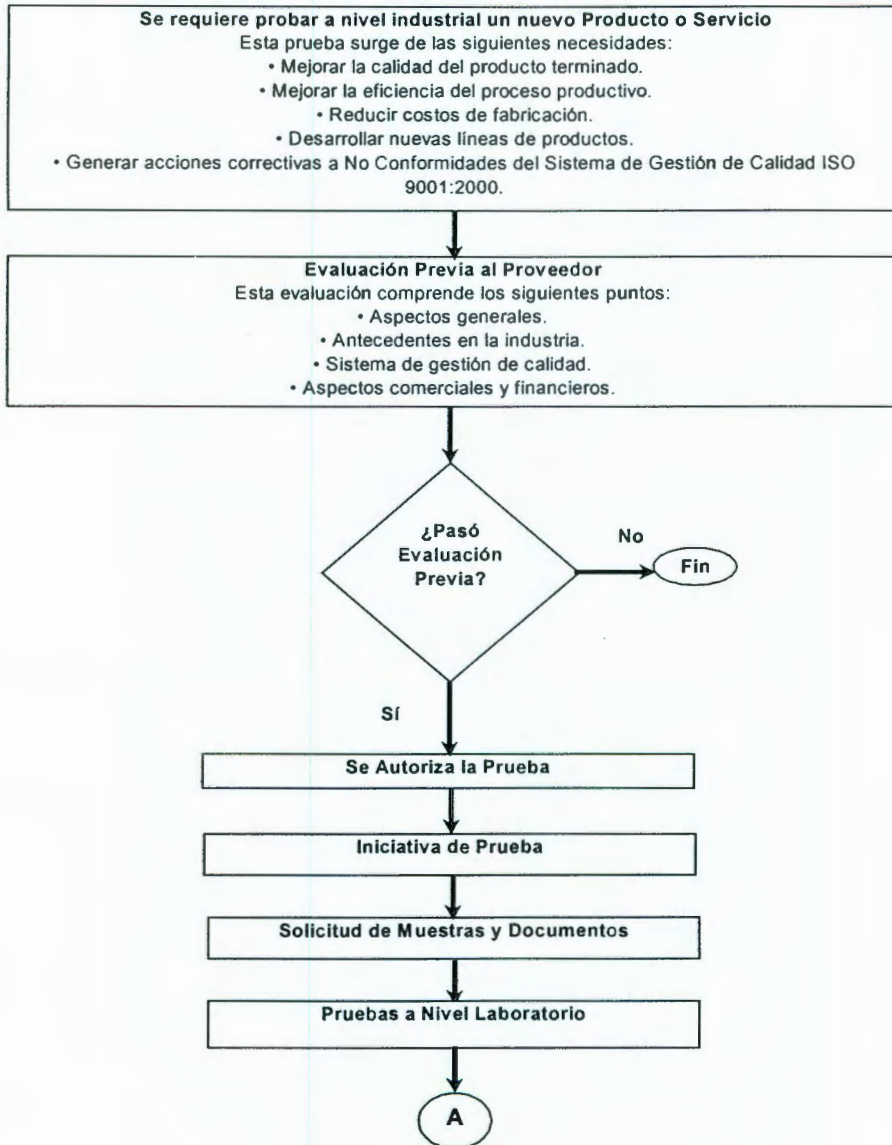 Se requiere probar a nivel industrial un nuevo Producto o Servicio
Esta prueba surge de las siguientes necesidades:
• Mejorar la calidad del producto terminado.
• Mejorar la eficiencia del proceso productivo.
• Reducir costos de fabricación.
• Desarrollar nuevas líneas de productos.
• Generar acciones correctivas a No Conformidades del Sistema de Gestión de Calidad ISO
9001:2000.
Evaluación Previa al Proveedor
Esta evaluación comprende los siguientes puntos:
• Aspectos generales.
• Antecedentes en la industria.
• Sistema de gestión de calidad.
• Aspectos comerciales y financieros.
¿Pasó
Evaluación
Previa?
No
Fin
Sí
Se Autoriza la Prueba
Iniciativa de Prueba
Solicitud de Muestras y Documentos
Pruebas a Nivel Laboratorio
A